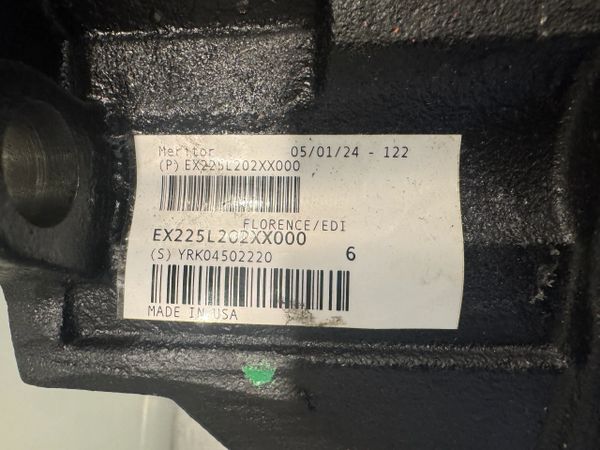 Meritor 05/01/24 - 122
(P) EX225L202XX000
FLORENCE/EDI
EX225L202XX000
(S) YRK04502220 6
MADE IN USA